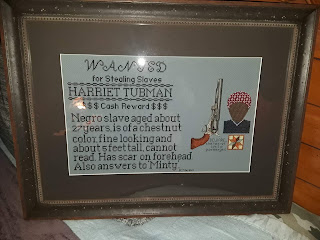 WANTED
for Stealing Slaves
HARRIET TUBMAN
$$$ Cash Reward $$$
Negro slave aged about
27 years, is of a chestnut
color, fine looking and
about 5 feet tall, cannot
read. Has scar on forehead.
Also answers to Minty.